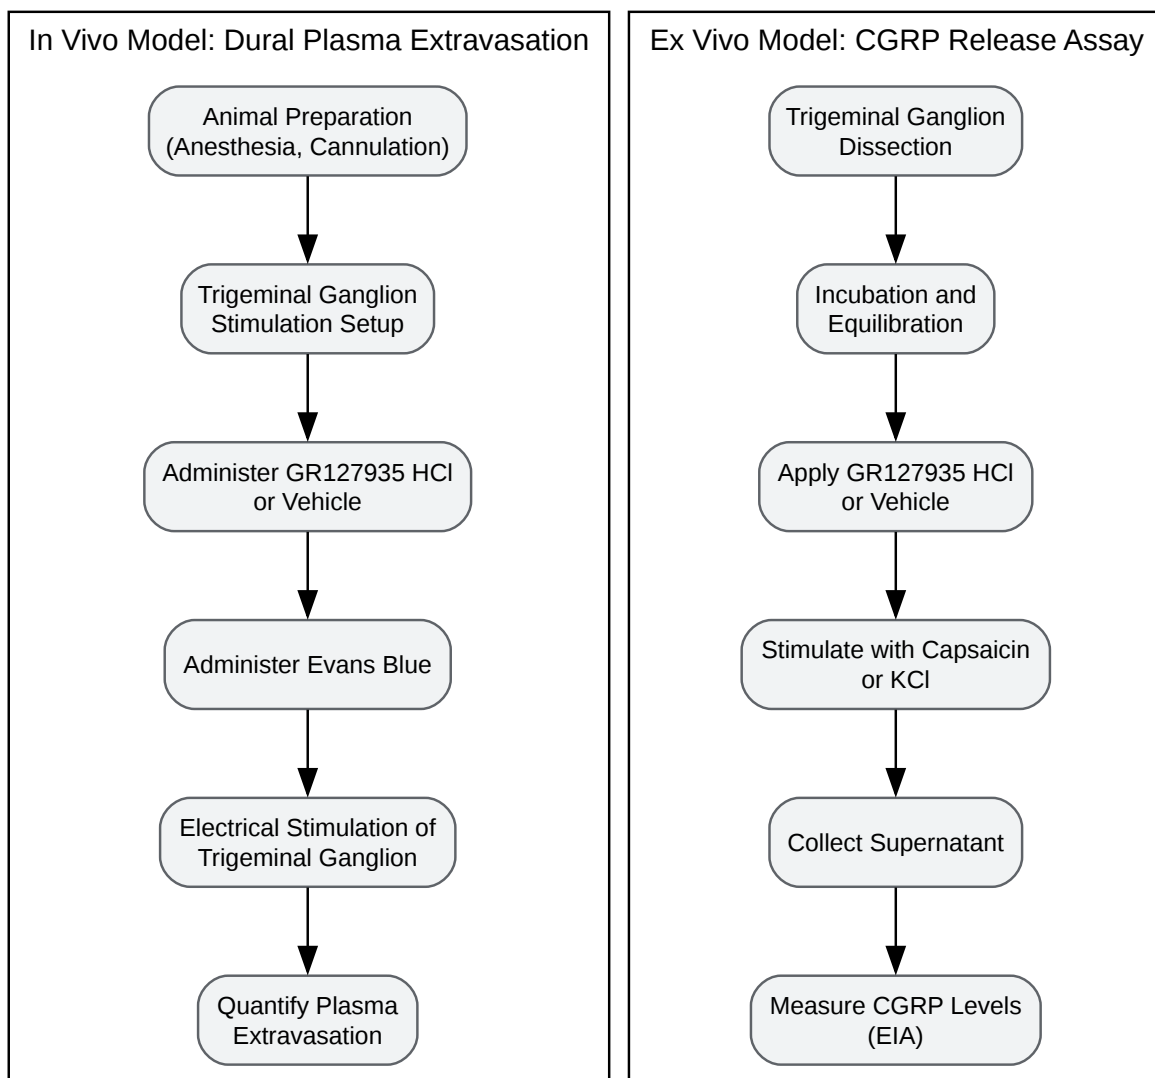 In Vivo Model: Dural Plasma Extravasation
Animal Preparation
(Anesthesia, Cannulation)
Trigeminal Ganglion
Stimulation Setup
Administer GR127935 HCl
or Vehicle
Administer Evans Blue
Electrical Stimulation of
Trigeminal Ganglion
Quantify Plasma
Extravasation
Ex Vivo Model: CGRP Release Assay
Trigeminal Ganglion
Dissection
Incubation and
Equilibration
Apply GR127935 HCl
or Vehicle
Stimulate with Capsaicin
or KCl
Collect Supernatant
Measure CGRP Levels
(EIA)